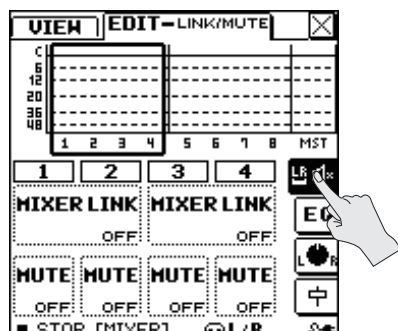 VIEW EDIT-LINK/MUTE
C
6
12
20
36
48
1 2 3 4 5 6 7 8 MST
1 2 3 4 LR
MIXER LINK MIXER LINK
OFF OFF
EQ
L R
MUTE MUTE MUTE MUTE
OFF OFF OFF OFF
STOP [MIXER] L/R